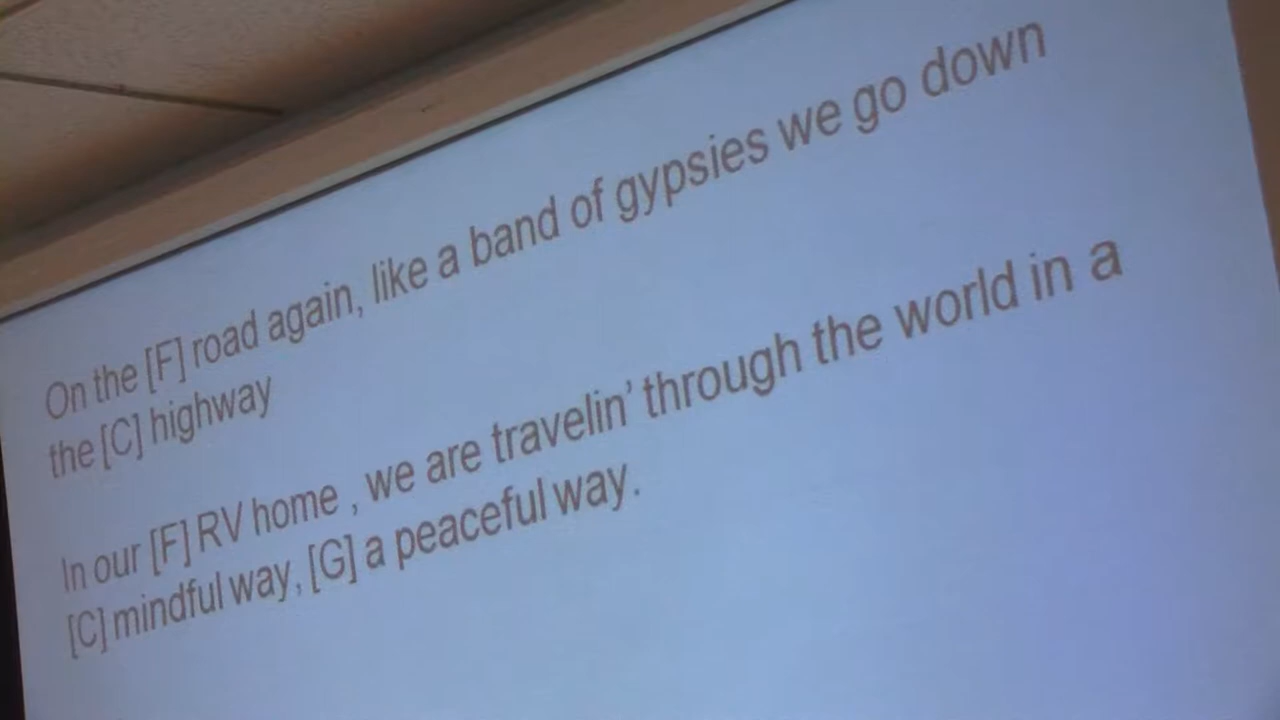 On the [F] road again, like a band of gypsies we go down
the [C] highway
In our [F] RV home , we are travelin’ through the world in a
[C] mindful way, [G] a peaceful way.